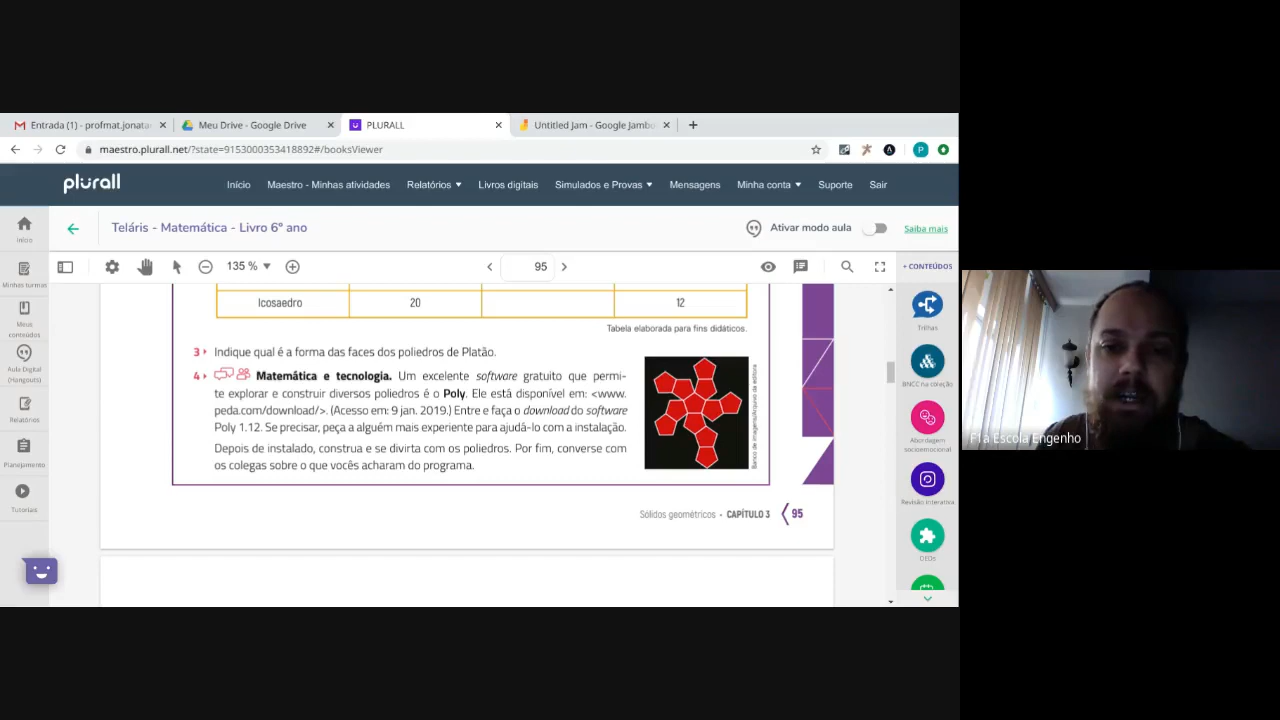 Entrada (1) - profmat.jonata
Meu Drive - Google Drive
PLURALL
Untitled Jam - Google Jambo
maestro.plurall.net/?state=9153000353418892#/booksViewer
plurall
Início Maestro - Minhas atividades Relatórios Livros digitais Simulados e Provas Mensagens Minha conta Suporte Sair
Teláris - Matemática - Livro 6º ano
Ativar modo aula
Saiba mais
135 %
95
+ CONTEÚDOS
Início
Minhas turmas
Meus conteúdos
Aula Digital (Hangouts)
Relatórios
Planejamento
Tutoriais
Icosaedro 20 12
Tabela elaborada para fins didáticos.
3 Indique qual é a forma das faces dos poliedros de Platão.
4 Matemática e tecnologia. Um excelente software gratuito que permi-
te explorar e construir diversos poliedros é o Poly. Ele está disponível em: <www.
peda.com/download/>. (Acesso em: 9 jan. 2019.) Entre e faça o download do software
Poly 1.12. Se precisar, peça a alguém mais experiente para ajudá-lo com a instalação.
Depois de instalado, construa e se divirta com os poliedros. Por fim, converse com
os colegas sobre o que vocês acharam do programa.
Banco de imagens/Arquivo da editora
Sólidos geométricos • CAPÍTULO 3 95
Trilhas
BNCC na coleção
Abordagem
socioemocional
Revisão interativa
OEDs
F1a Escola Engenho